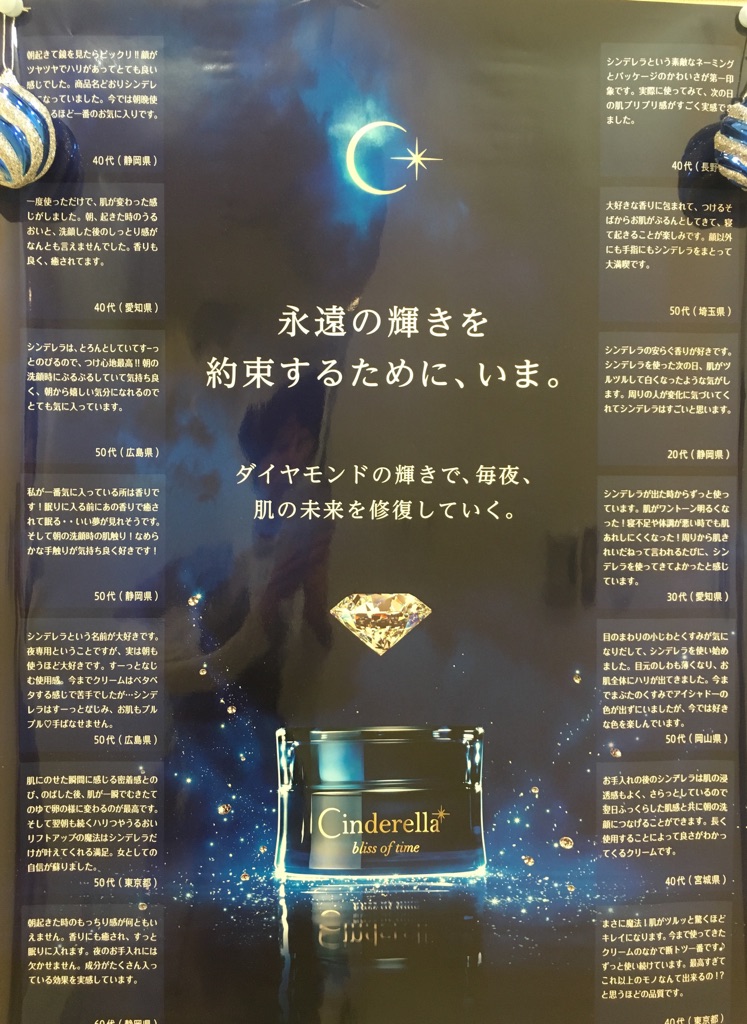 朝起きて鏡を見たらビックリ!!顔が
ツヤツヤでハリがあってとても良い
感じでした。商品名どおりシンデレ
なっていました。今では朝晩使
るほど一番のお気に入りです。
40代(静岡県)
一度使っただけで、肌が変わった感
じがしました。朝、起きた時のうる
おいと、洗顔した後のしっとり感が
なんとも言えませんでした。香りも
良く、癒されてます。
40代(愛知県)
シンデレラは、とろんとしていてすーっ
とのびるので、つけ心地最高!!朝の
洗顔時にぷるぷるしていて気持ち良
く、朝から嬉しい気分になれるので
とても気に入っています。
50代(広島県)
私が一番気に入っている所は香りで
す!眠りに入る前にあの香りで癒さ
れて眠る・・いい夢が見れそうです。
そして朝の洗顔時の肌触り!なめら
かな手触りが気持ち良く好きです!
50代(静岡県)
シンデレラという名前が大好きです。
夜専用ということですが、実は朝も
使うほど大好きです。すーっとなじ
む使用感。今までクリームはベタベ
タする感じで苦手でしたが…シンデ
レラはすーっとなじみ、お肌もプル
プル♡手ばなせません。
50代(広島県)
肌にのせた瞬間に感じる密着感との
び、のばした後、肌が一瞬でむきたて
のゆで卵の様に変わるのが最高です。
そして翌朝も続くハリつやうるおい
リフトアップの魔法はシンデレラだ
けが叶えてくれる満足。女としての
自信が蘇りました。
50代(東京都)
朝起きた時のもっちり感が何ともい
えません。香りにも癒され、すっと
眠りに入れます。夜のお手入れには
欠かせません。成分がたくさん入っ
ている効果を実感しています。
60代(静岡県)
永遠の輝きを
約束するために、いま。
ダイヤモンドの輝きで、毎夜、
肌の未来を修復していく。
Cinderella
bliss of time
シンデレラという素敵なネーミング
とパッケージのかわいさが第一印
象です。実際に使ってみて、次の日
の肌プリプリ感がすごく実感でき
ました。
40代(長野
大好きな香りに包まれて、つけるそ
ばからお肌がぷるんとしてきて、寝
て起きることが楽しみです。顔以外
にも手指にもシンデレラをまとって
大満喫です。
50代(埼玉県)
シンデレラの安らぐ香りが好きです。
シンデレラを使った次の日、肌がツ
ルツルして白くなったような気がし
ます。周りの人が変化に気づいてく
れてシンデレラはすごいと思います。
20代(静岡県)
シンデレラが出た時からずっと使っ
ています。肌がワントーン明るくなっ
た!寝不足や体調が悪い時でも肌
あれしにくくなった!周りから肌き
れいだねって言われるたびに、シン
デレラを使ってきてよかったと感じ
ています。
30代(愛知県)
目のまわりの小じわとくすみが気に
なりだして、シンデレラを使い始め
ました。目元のしわも薄くなり、お
肌全体にハリが出てきました。今ま
でまぶたのくすみでアイシャドーの
色が出ずにいましたが、今では好き
な色を楽しんでいます。
50代(岡山県)
お手入れの後のシンデレラは肌の浸
透感もよく、さらっとしているので
翌日ふっくらした肌感と共に朝の洗
顔につなげることができます。長く
使用することによって良さがわかっ
てくるクリームです。
40代(宮城県)
まさに魔法!肌がツルッと驚くほど
キレイになります。今まで使ってきた
クリームのなかで断トツ一番です♪
ずっと使い続けています。最高すぎて
これ以上のモノなんて出来るの!?
と思うほどの品質です。
40代(東京都)